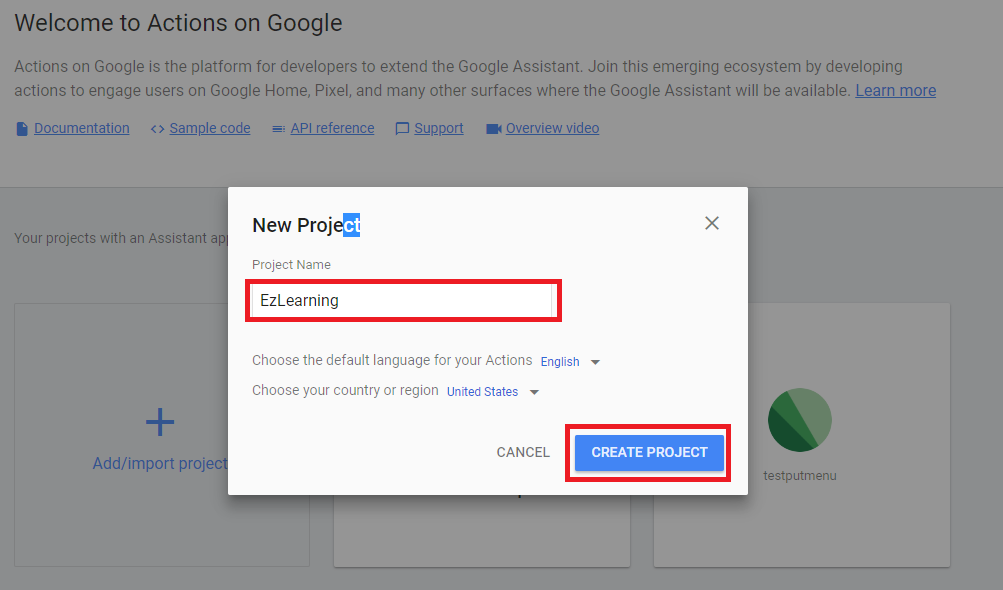 Welcome to Actions on Google
Actions on Google is the platform for developers to extend the Google Assistant. Join this emerging ecosystem by developing
actions to engage users on Google Home, Pixel, and many other surfaces where the Google Assistant will be available. Learn more
Documentation
Sample code
API reference
Support
Overview video
Your projects with an Assistant
New Project
Project Name
EzLearning
Choose the default language for your Actions English
Choose your country or region United States
CANCEL
CREATE PROJECT
Add/import project
testputmenu